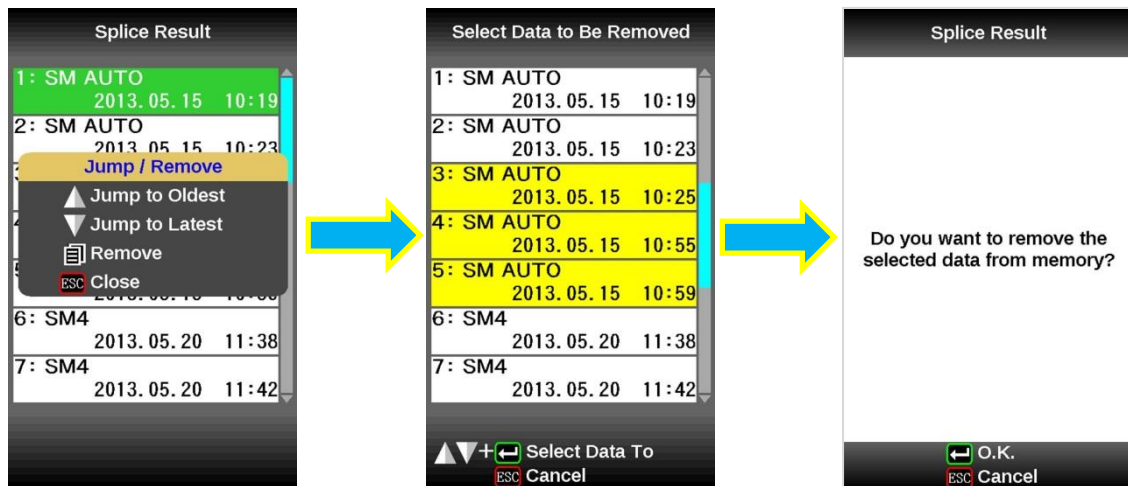 Splice Result
1: SM AUTO
2013.05.15 10:19
2: SM AUTO
2013.05.15 10:23
Jump / Remove
Jump to Oldest
Jump to Latest
Remove
ESC Close
6: SM4
2013.05.20 11:38
7: SM4
2013.05.20 11:42
Select Data to Be Removed
1: SM AUTO
2013.05.15 10:19
2: SM AUTO
2013.05.15 10:23
3: SM AUTO
2013.05.15 10:25
4: SM AUTO
2013.05.15 10:55
5: SM AUTO
2013.05.15 10:59
6: SM4
2013.05.20 11:38
7: SM4
2013.05.20 11:42
+ Select Data To
ESC Cancel
Splice Result
Do you want to remove the
selected data from memory?
O.K.
ESC Cancel